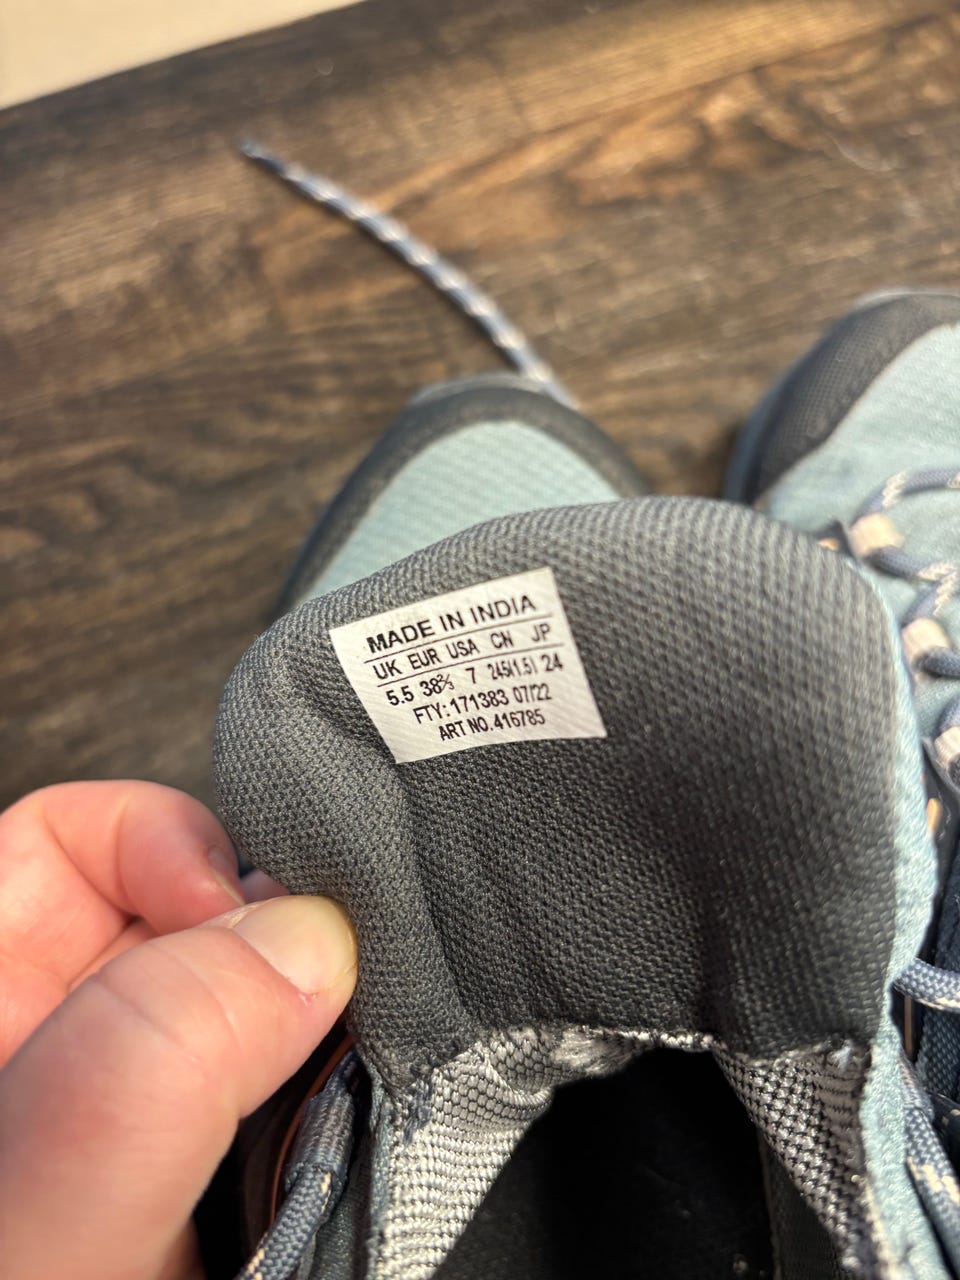 MADE IN INDIA
UK EUR USA CN JP
5.5 38⅔ 7 245(1.5) 24
FTY: 171383 07/22
ART NO. 416785